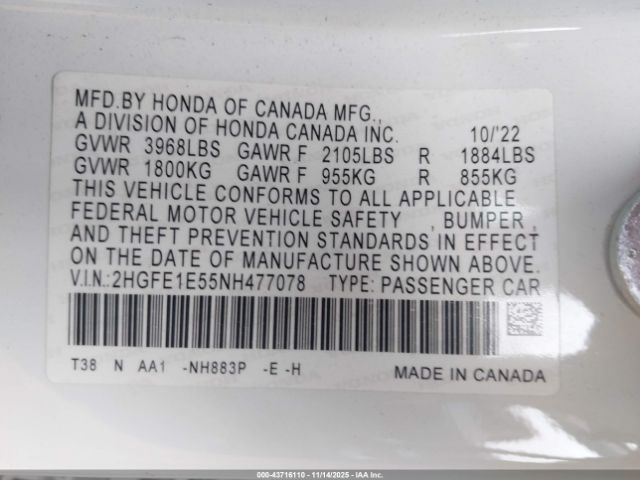 MFD.BY HONDA OF CANADA MFG.,
A DIVISION OF HONDA CANADA INC. 10/'22
GVWR 3968LBS GAWR F 2105LBS R 1884LBS
GVWR 1800KG GAWR F 955KG R 855KG
THIS VEHICLE CONFORMS TO ALL APPLICABLE
FEDERAL MOTOR VEHICLE SAFETY , BUMPER ,
AND THEFT PREVENTION STANDARDS IN EFFECT
ON THE DATE OF MANUFACTURE SHOWN ABOVE.
V.I.N.:2HGFE1E55NH477078 TYPE: PASSENGER CAR
T38 N AA1 -NH883P -E -H
MADE IN CANADA
000-43716110 - 11/14/2025 - IAA Inc.